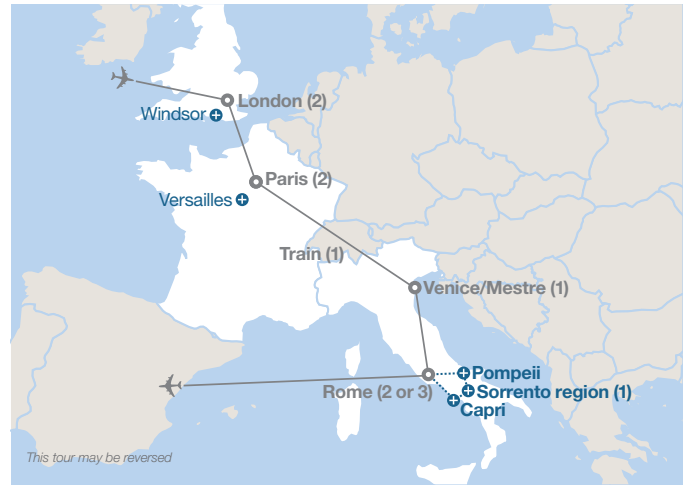 London (2)
Windsor
Paris (2)
Versailles
Train (1)
Venice/Mestre (1)
Pompeii
Rome (2 or 3)
Sorrento region (1)
Capri
This tour may be reversed